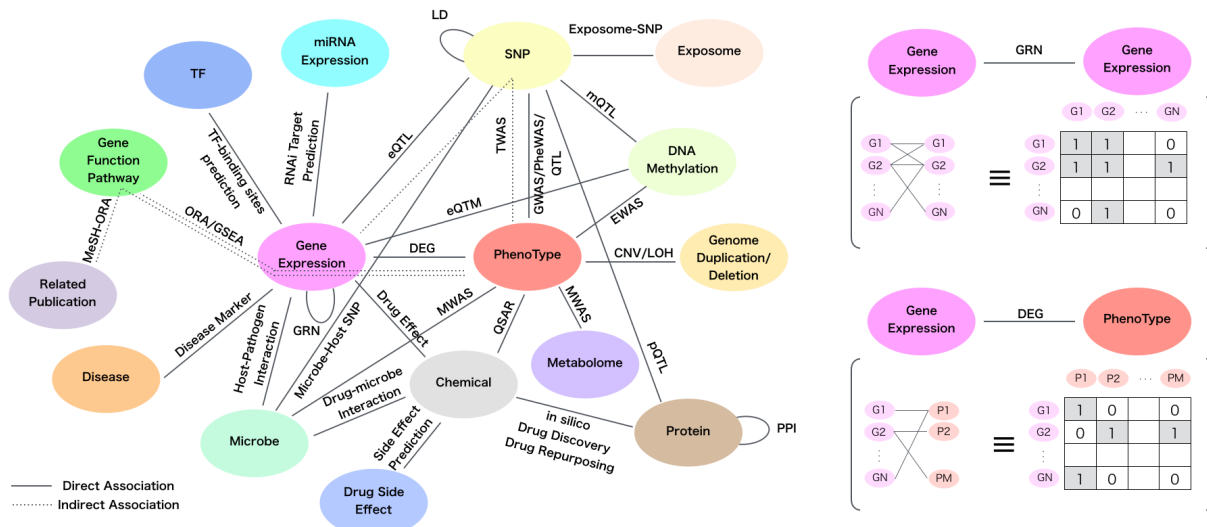 LD
SNP
Exposome-SNP
Exposome
miRNA
Expression
TF
Gene
Function
Pathway
TF-binding sites
prediction
RNAi Target
Prediction
eQTL
TWAS
GWAS/PheWAS/
QTL
mQTL
DNA
Methylation
eQTM
EWAS
MeSH-ORA
ORA/GSEA
Related
Publication
Gene
Expression
DEG
PhenoType
CNV/LOH
Genome
Duplication/
Deletion
Disease Marker
Disease
Host-Pathogen
Interaction
GRN
Microbe-Host SNP
Drug Effect
MWAS
QSAR
MWAS
Metabolome
pQTL
Chemical
Drug-microbe
Interaction
Microbe
Side Effect
Prediction
in silico
Drug Discovery
Drug Repurposing
Protein
PPI
Drug Side
Effect
Direct Association
Indirect Association
Gene
Expression
GRN
Gene
Expression
G1 G2 ··· GN
G1 G1 ≡ G1 1 1 0
G2 G2 G2 1 1 1
⋮ ⋮ ⋮
GN GN GN 0 1 0
Gene
Expression
DEG
PhenoType
P1 P2 ··· PM
G1 P1 ≡ G1 1 0 0
G2 P2 G2 0 1 1
⋮ ⋮ ⋮
GN PM GN 1 0 0